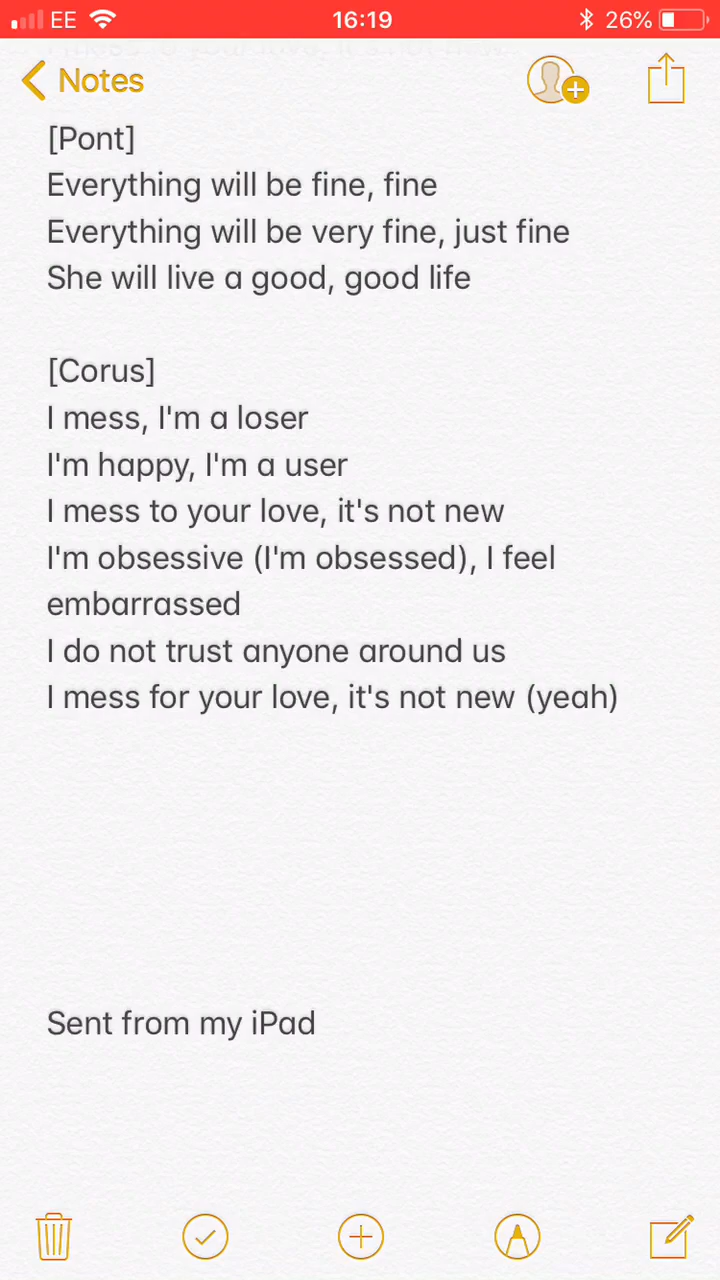 EE 16:19 26%
Notes
[Pont]
Everything will be fine, fine
Everything will be very fine, just fine
She will live a good, good life
[Corus]
I mess, I'm a loser
I'm happy, I'm a user
I mess to your love, it's not new
I'm obsessive (I'm obsessed), I feel
embarrassed
I do not trust anyone around us
I mess for your love, it's not new (yeah)
Sent from my iPad